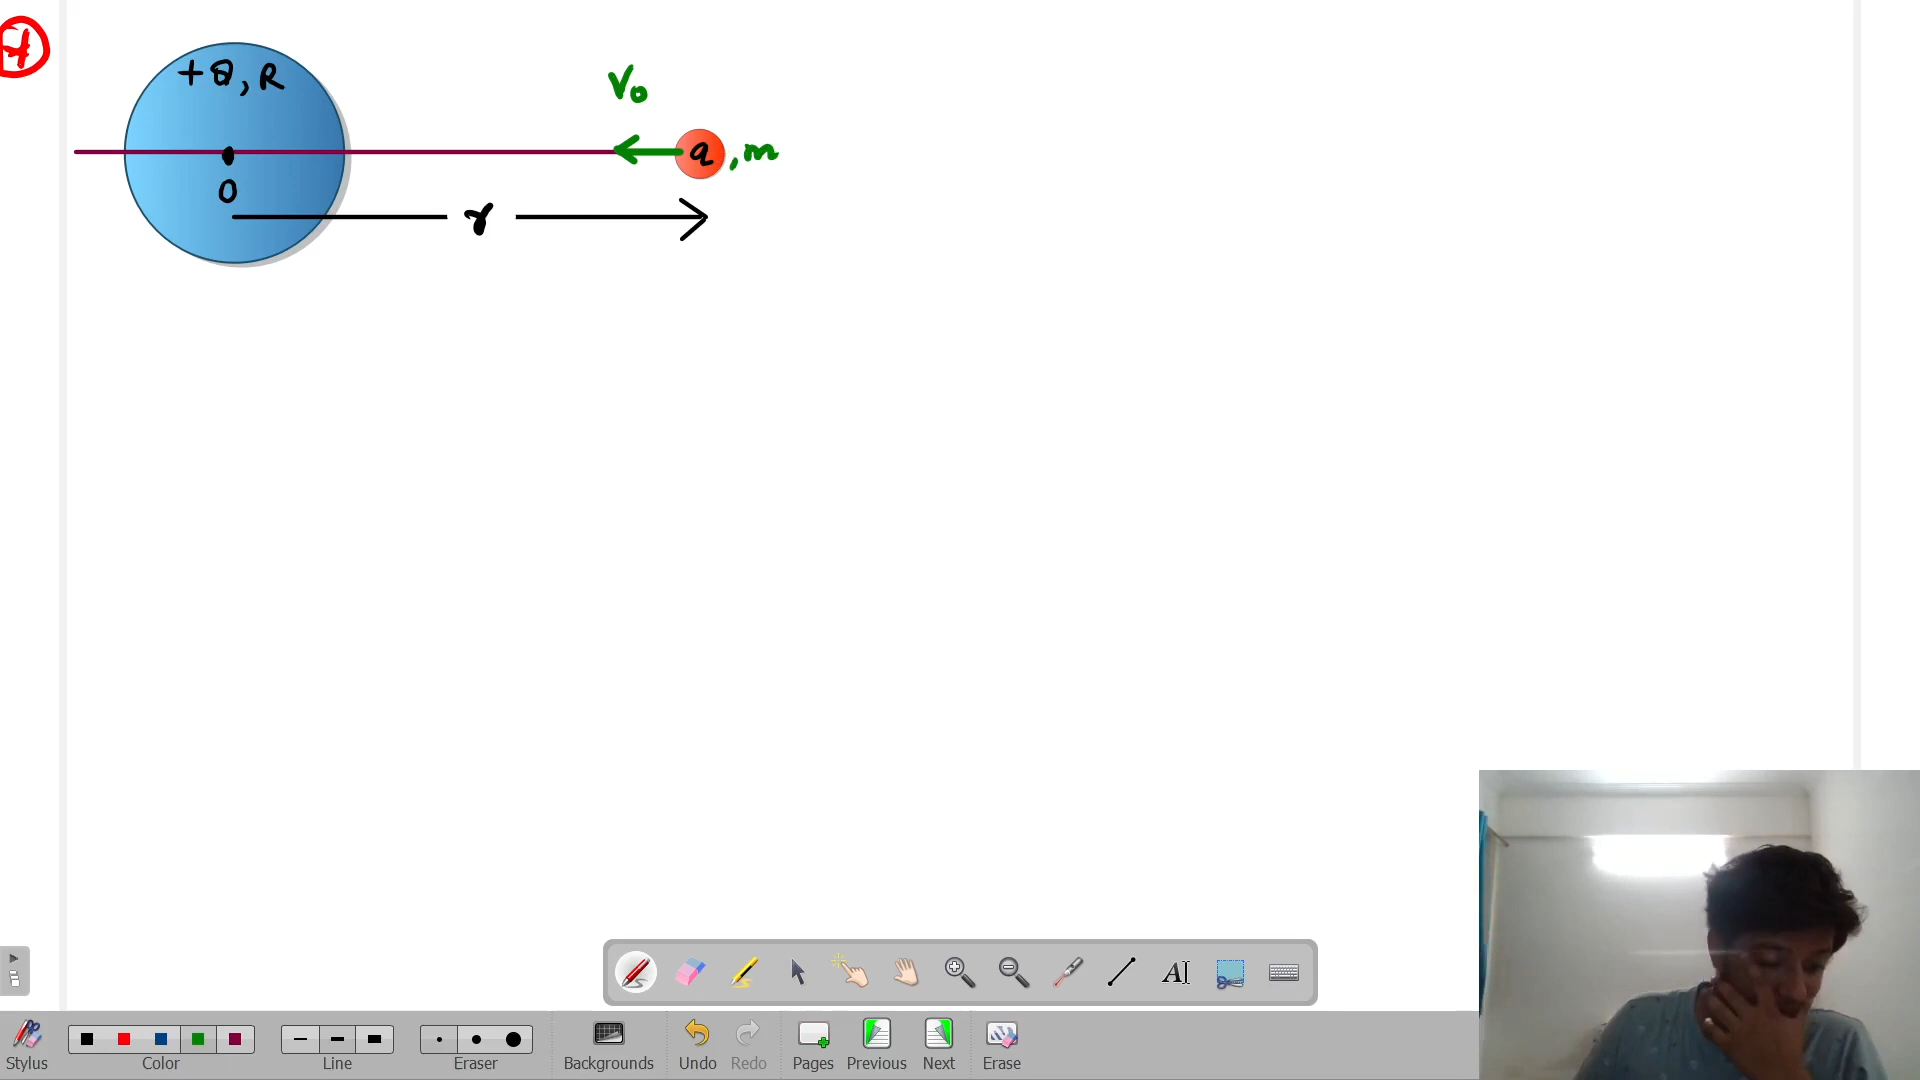 4
+Q, R
V₀
q, m
O
r
A
Stylus
Color
Line
Eraser
Backgrounds
Undo
Redo
Pages
Previous
Next
Erase